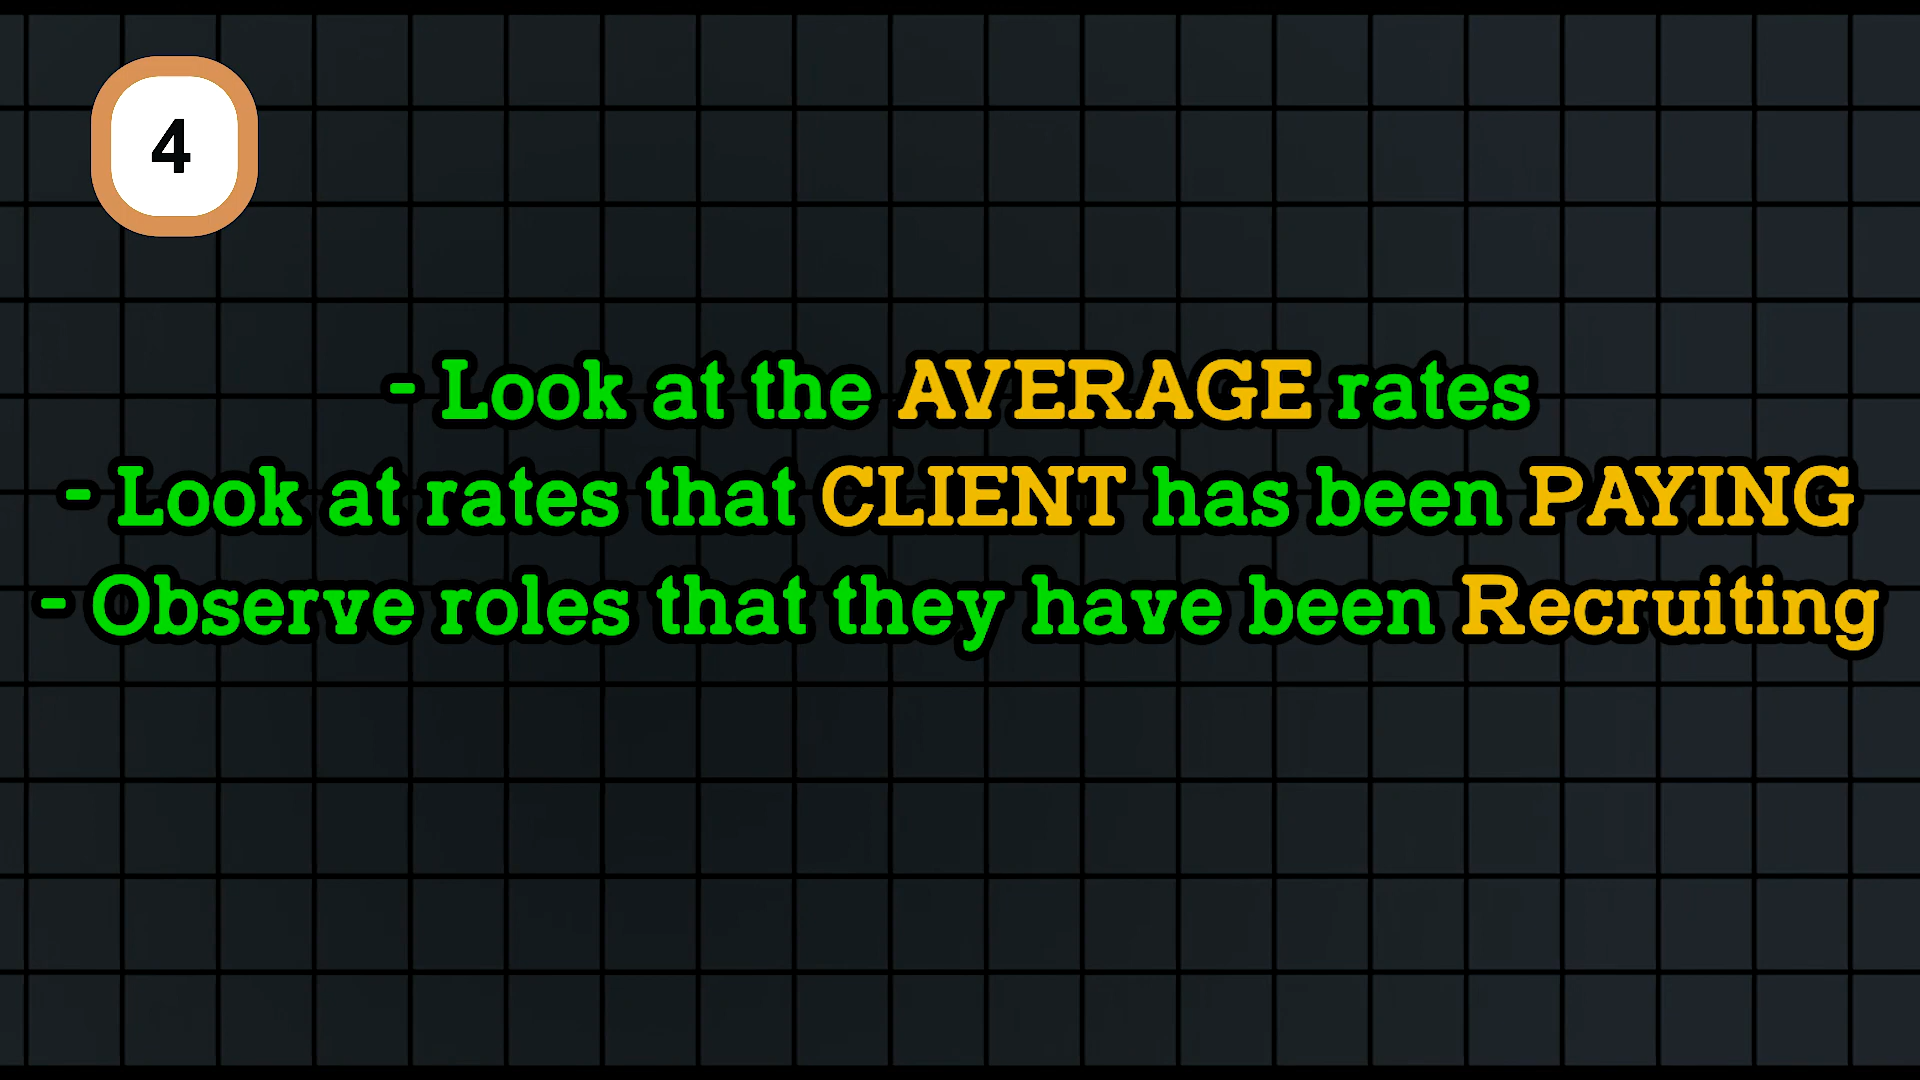 4
- Look at the AVERAGE rates
- Look at rates that CLIENT has been PAYING
- Observe roles that they have been Recruiting